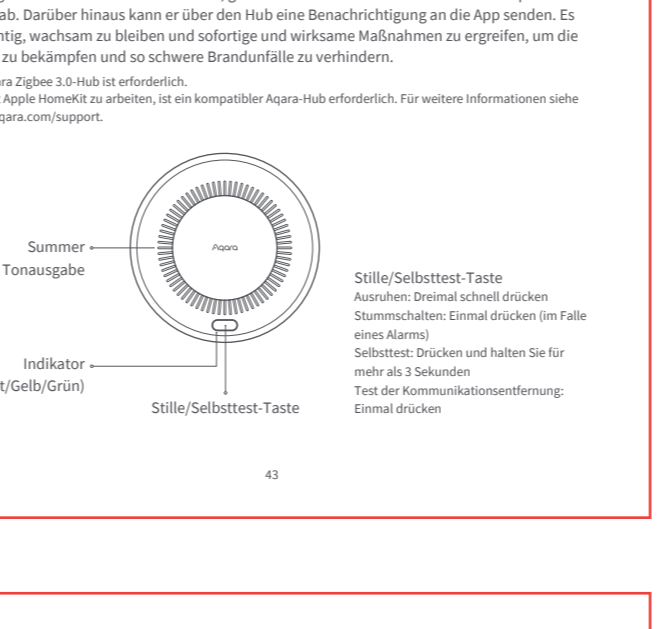 ab. Darüber hinaus kann er über den Hub eine Benachrichtigung an die App senden. Es
tig, wachsam zu bleiben und sofortige und wirksame Maßnahmen zu ergreifen, um die
zu bekämpfen und so schwere Brandunfälle zu verhindern.
ra Zigbee 3.0-Hub ist erforderlich.
Apple HomeKit zu arbeiten, ist ein kompatibler Aqara-Hub erforderlich. Für weitere Informationen siehe
qara.com/support.
Aqara
Summer
Tonausgabe
Indikator
t/Gelb/Grün)
Stille/Selbsttest-Taste
Stille/Selbsttest-Taste
Ausruhen: Dreimal schnell drücken
Stummschalten: Einmal drücken (im Falle
eines Alarms)
Selbsttest: Drücken und halten Sie für
mehr als 3 Sekunden
Test der Kommunikationsentfernung:
Einmal drücken
43